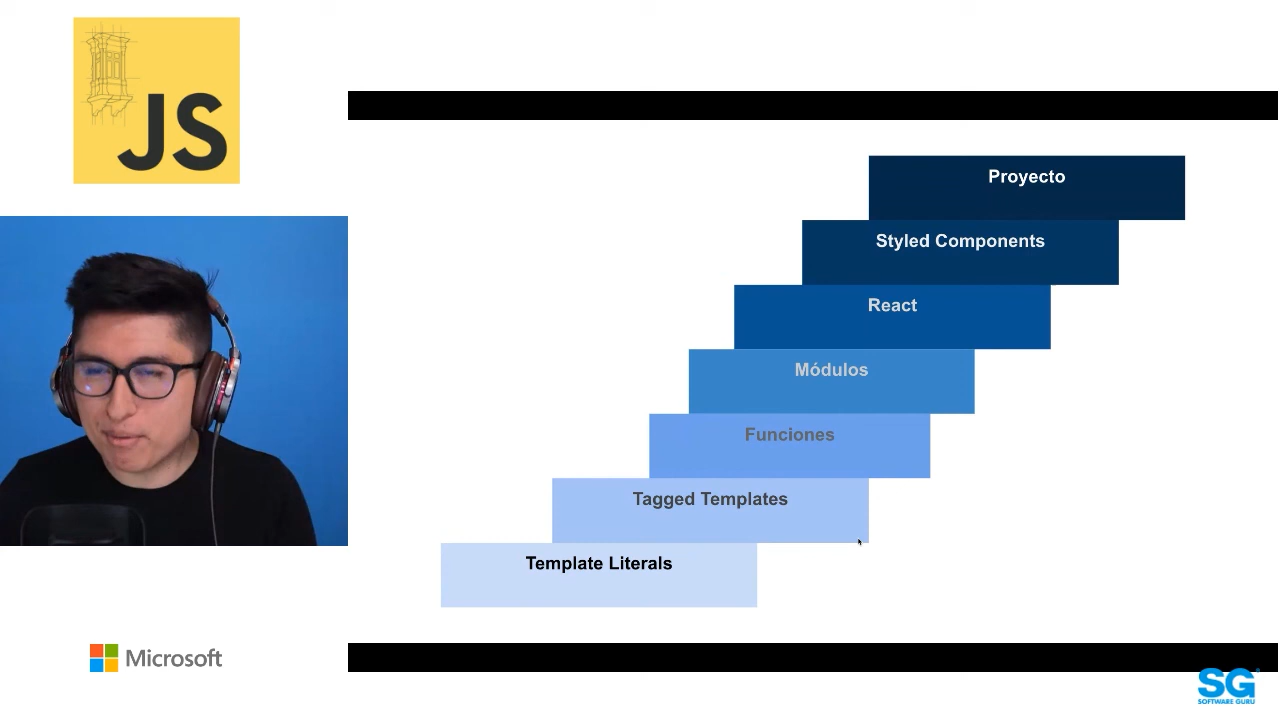 JS
Proyecto
Styled Components
React
Módulos
Funciones
Tagged Templates
Template Literals
Microsoft
SG
SOFTWARE GURU